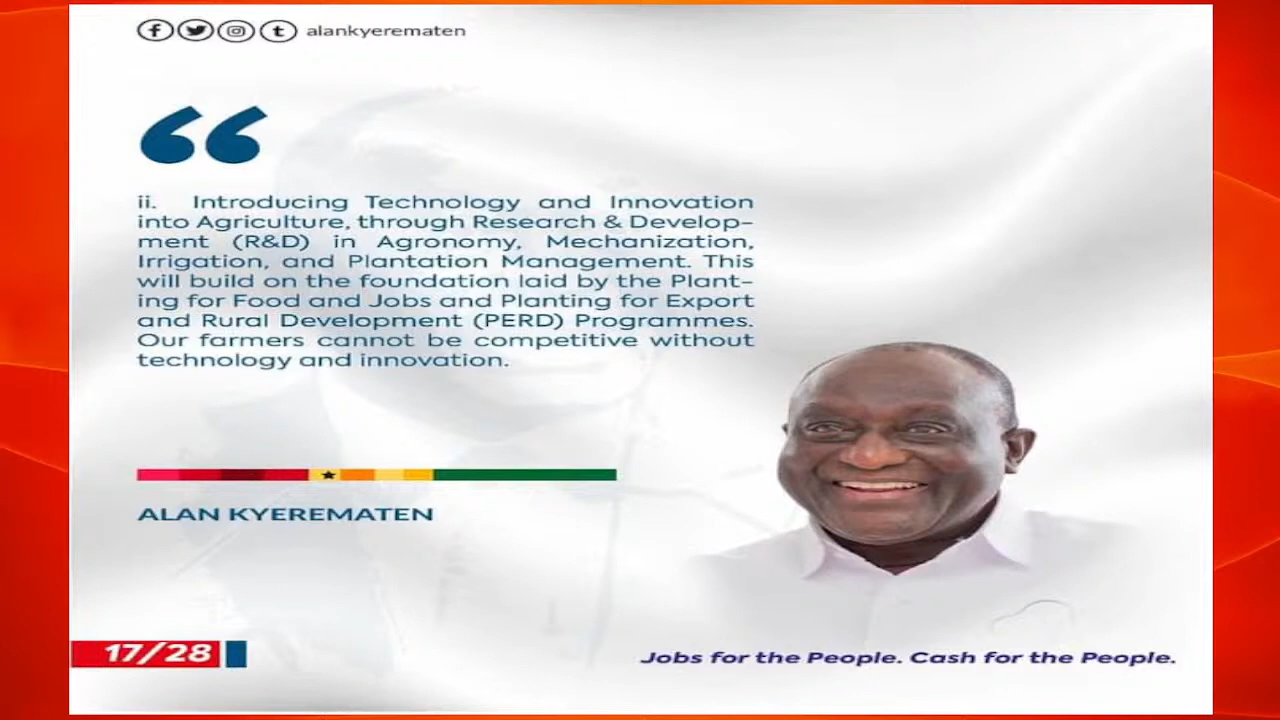 alankyerematen
ii. Introducing Technology and Innovation
into Agriculture, through Research & Develop-
ment (R&D) in Agronomy, Mechanization,
Irrigation, and Plantation Management. This
will build on the foundation laid by the Plant-
ing for Food and Jobs and Planting for Export
and Rural Development (PERD) Programmes.
Our farmers cannot be competitive without
technology and innovation.
ALAN KYEREMATEN
17/28
Jobs for the People. Cash for the People.